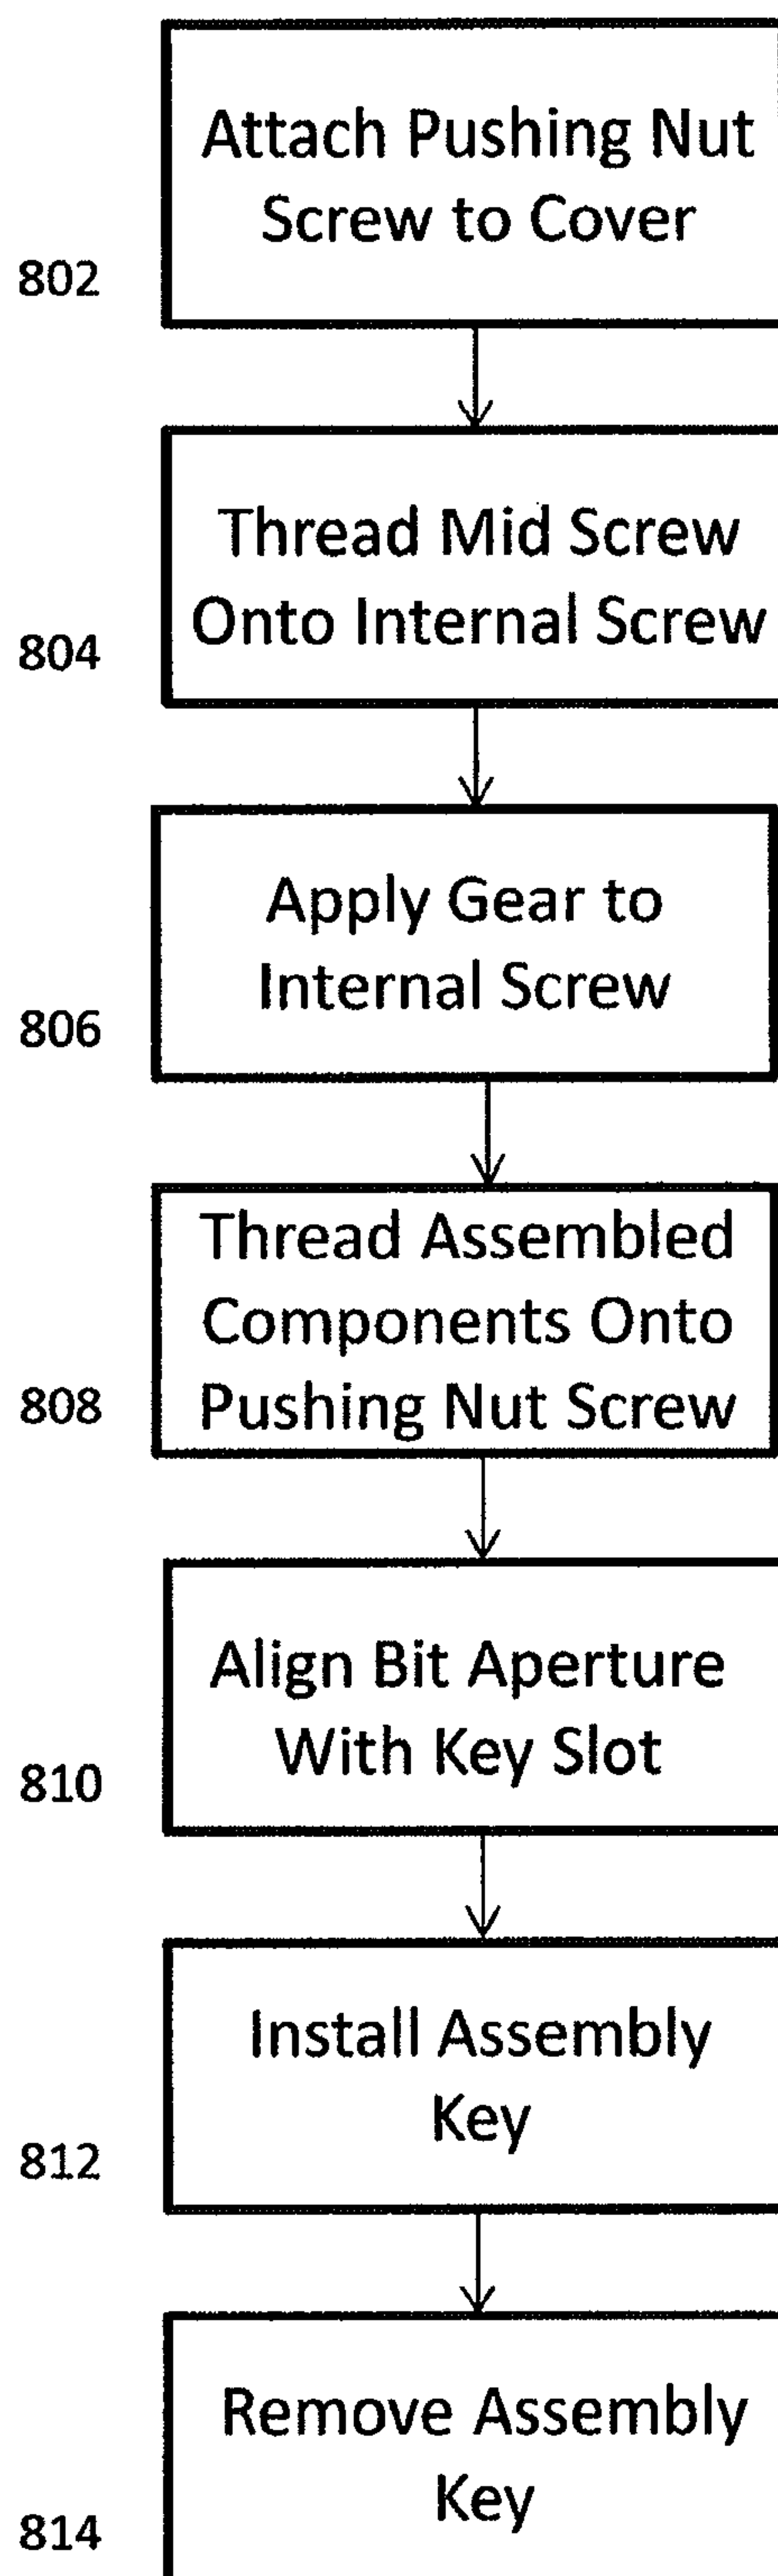 Attach Pushing Nut
Screw to Cover
802
Thread Mid Screw
Onto Internal Screw
804
Apply Gear to
Internal Screw
806
Thread Assembled
Components Onto
Pushing Nut Screw
808
Align Bit Aperture
With Key Slot
810
Install Assembly
Key
812
Remove Assembly
Key
814